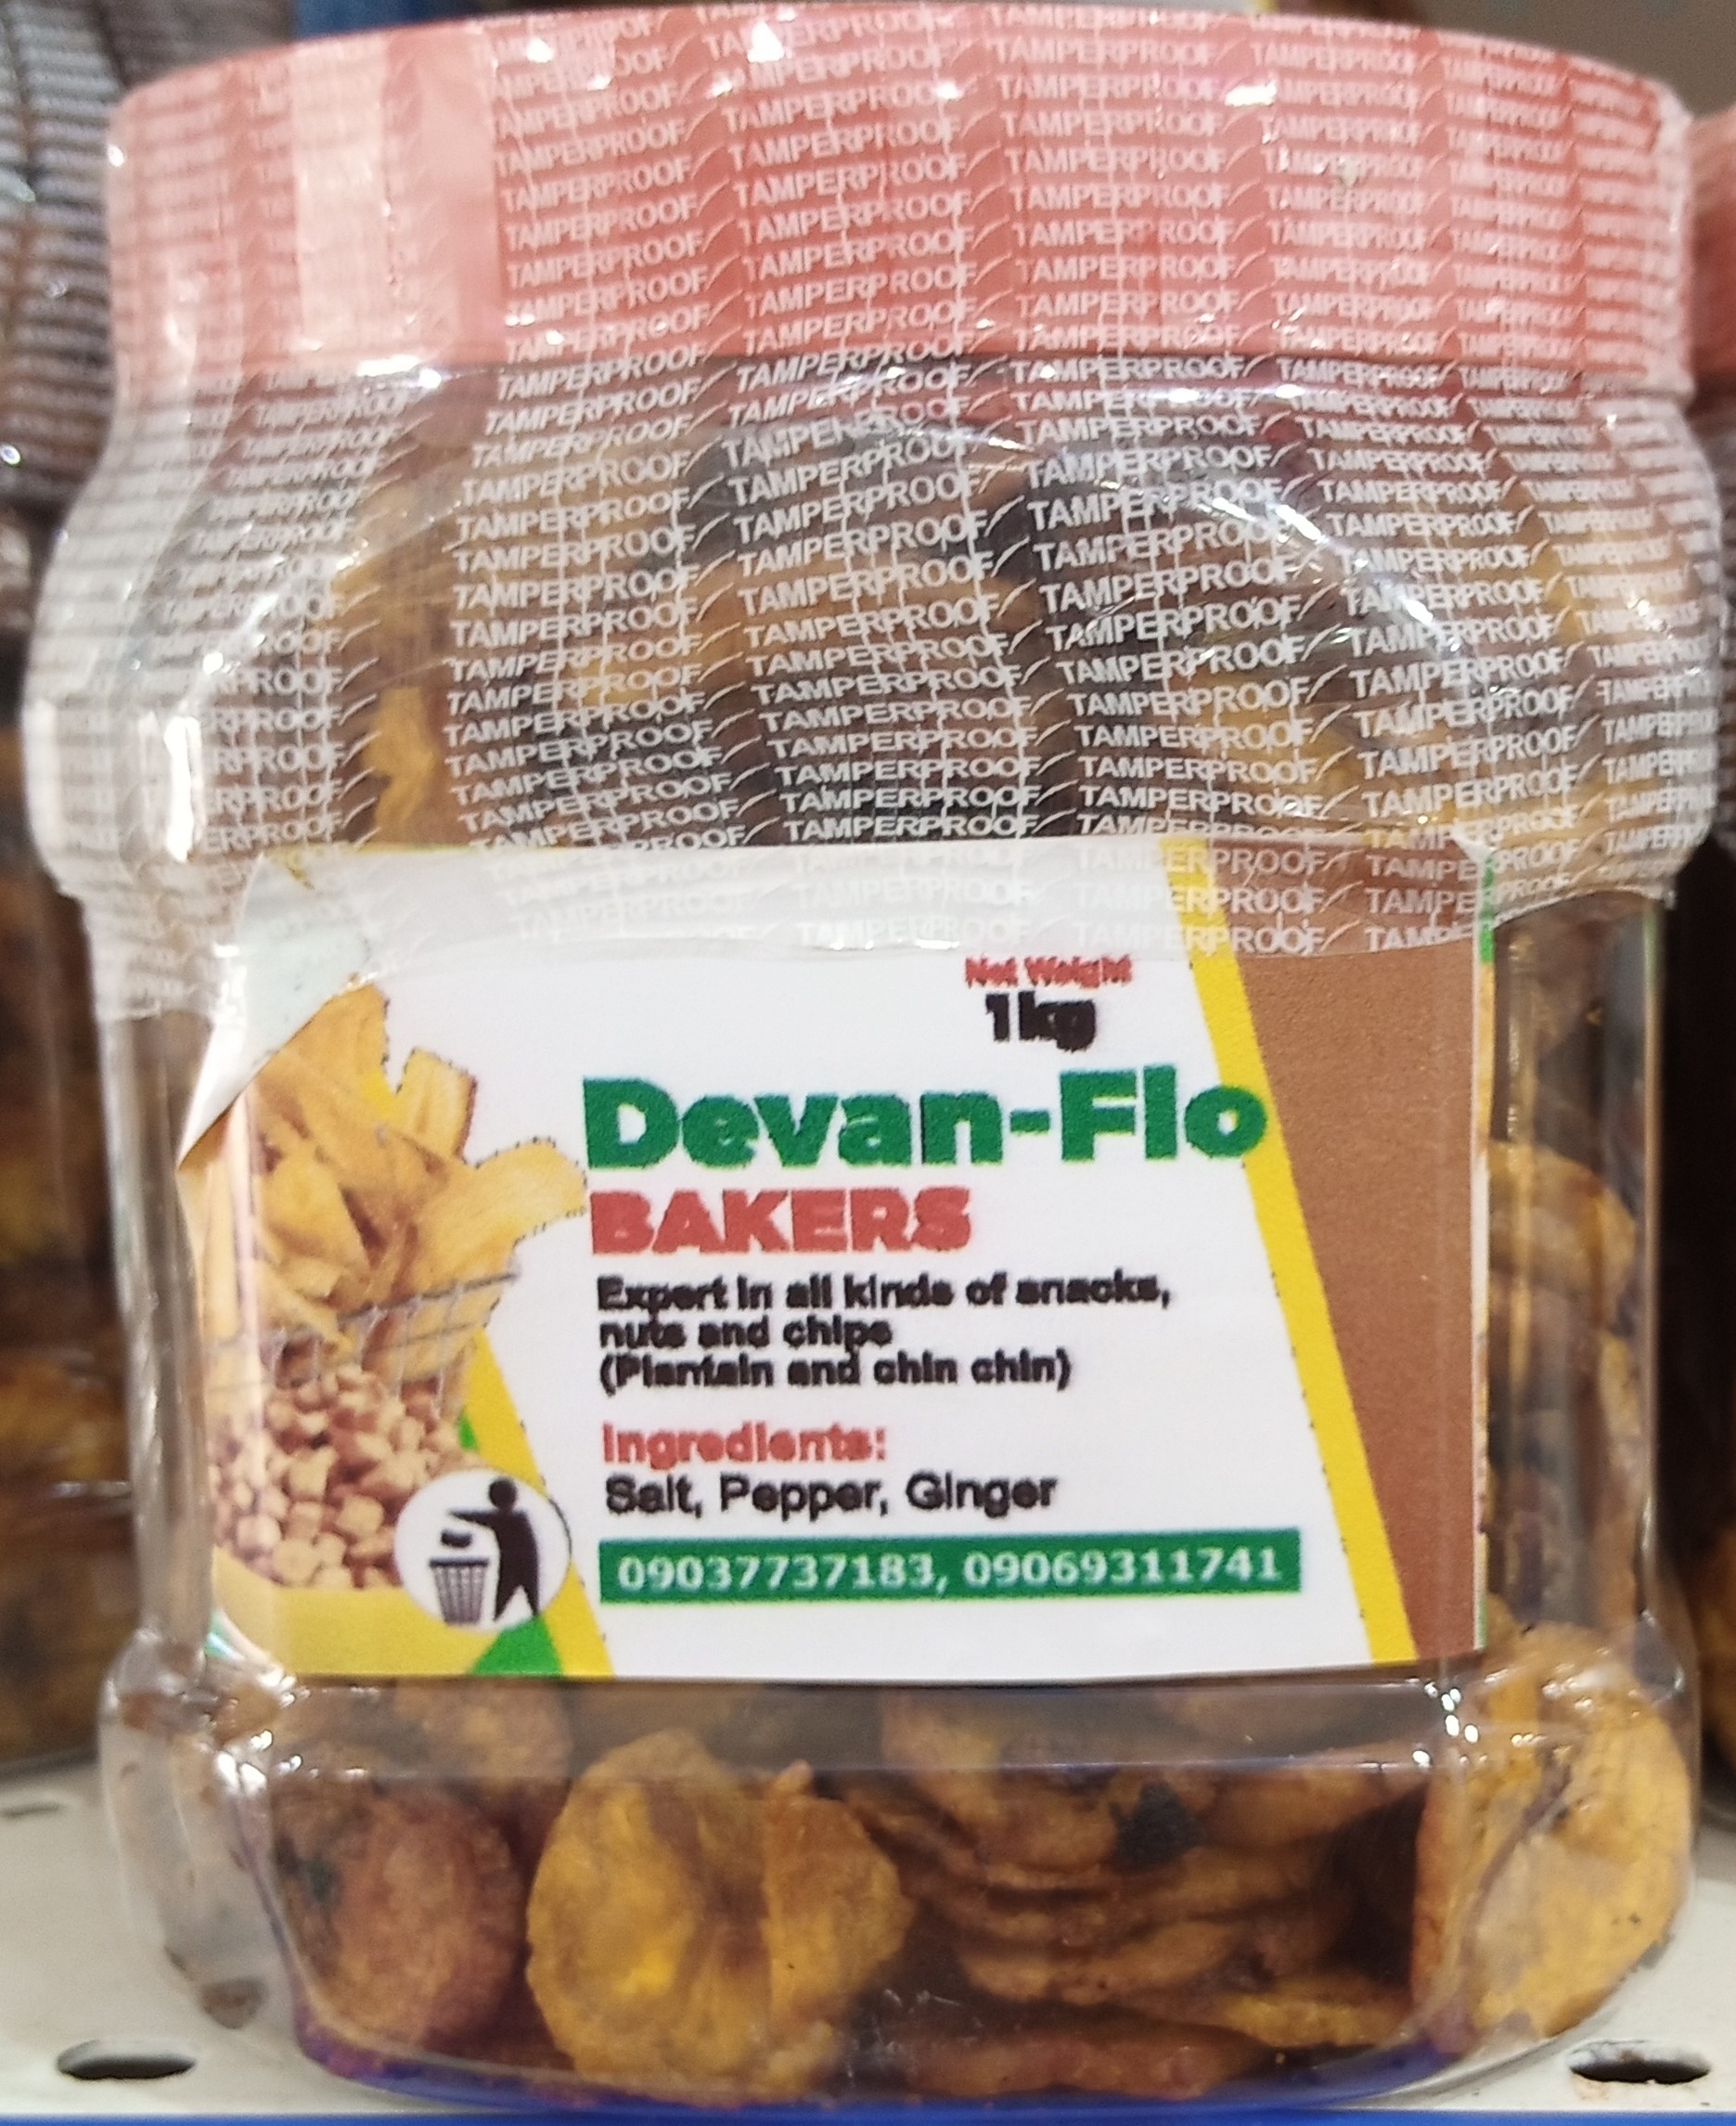 TAMPERPROOF
Net Weight
1kg
Devan-Flo
BAKERS
Expert in all kinds of snacks,
nuts and chips
(Plantain and chin chin)
Ingredients:
Salt, Pepper, Ginger
09037737183, 09069311741